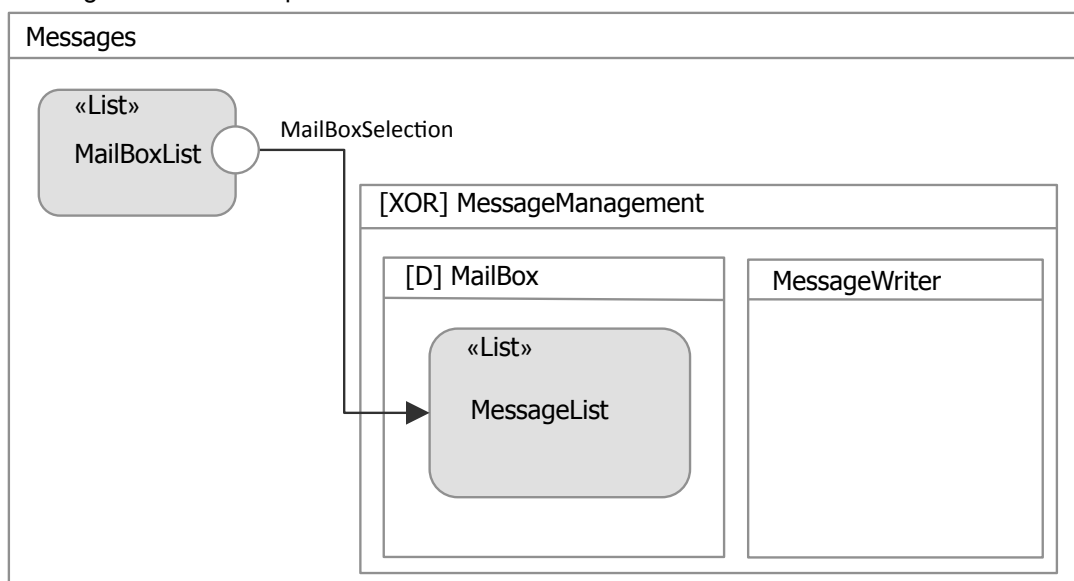 Messages
«List»
MailBoxList
MailBoxSelection
[XOR] MessageManagement
[D] MailBox
MessageWriter
«List»
MessageList